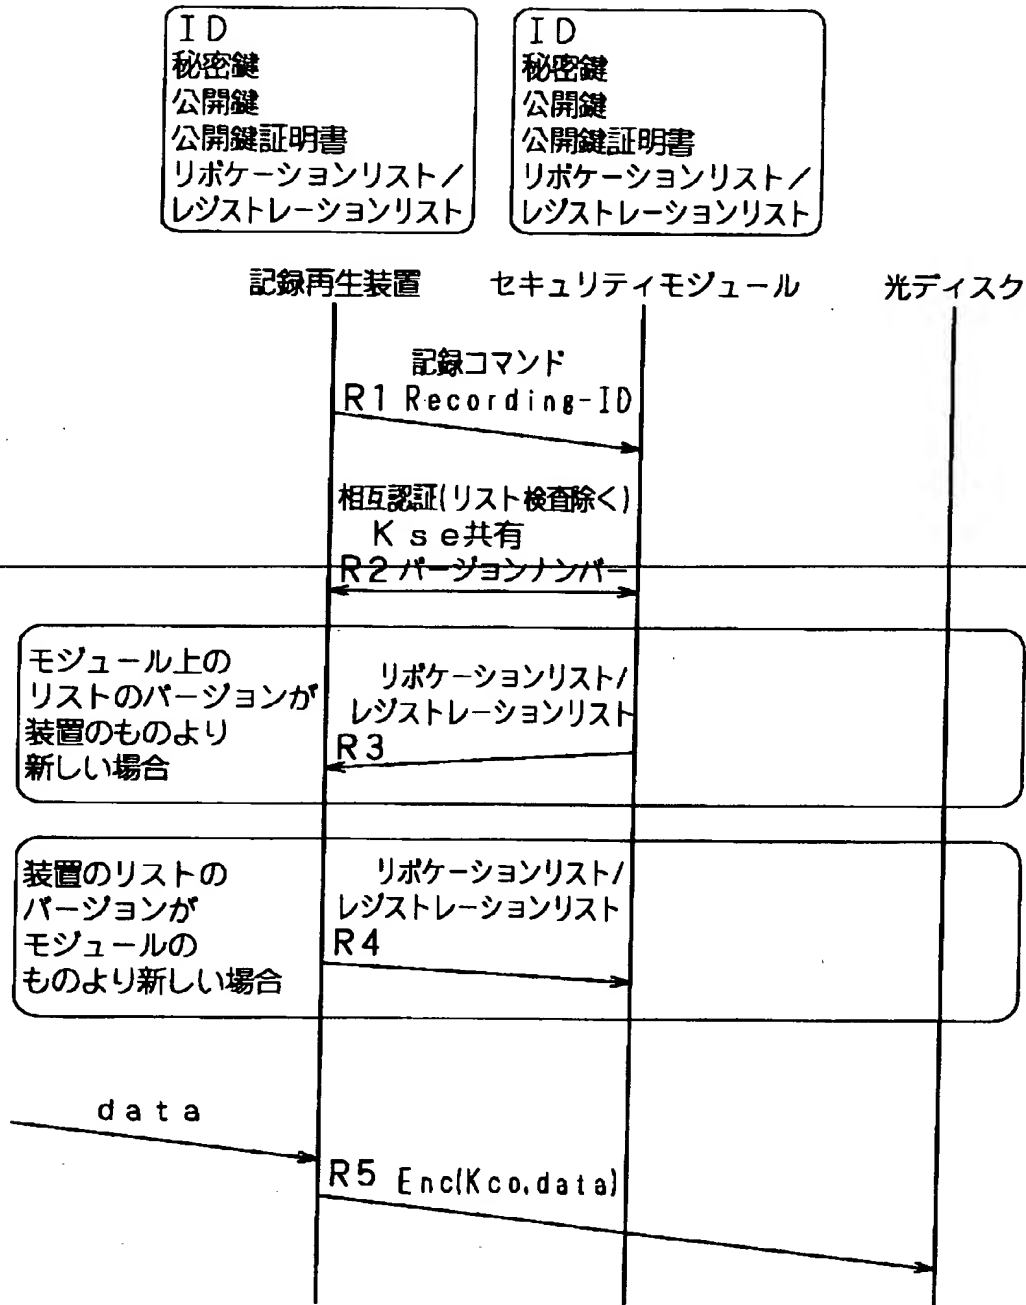 ID
秘密鍵
公開鍵
公開鍵証明書
リボケーションリスト/
レジストレーションリスト
ID
秘密鍵
公開鍵
公開鍵証明書
リボケーションリスト/
レジストレーションリスト
記録再生装置
セキュリティモジュール
光ディスク
記録コマンド
R1 Recording-ID
相互認証(リスト検査除く)
Kse共有
R2 バージョンナンバー
モジュール上の
リストのバージョンが
装置のものより
新しい場合
リボケーションリスト/
レジストレーションリスト
R3
装置のリストの
バージョンが
モジュールの
ものより新しい場合
リボケーションリスト/
レジストレーションリスト
R4
data
R5 Enc(Kco,data)